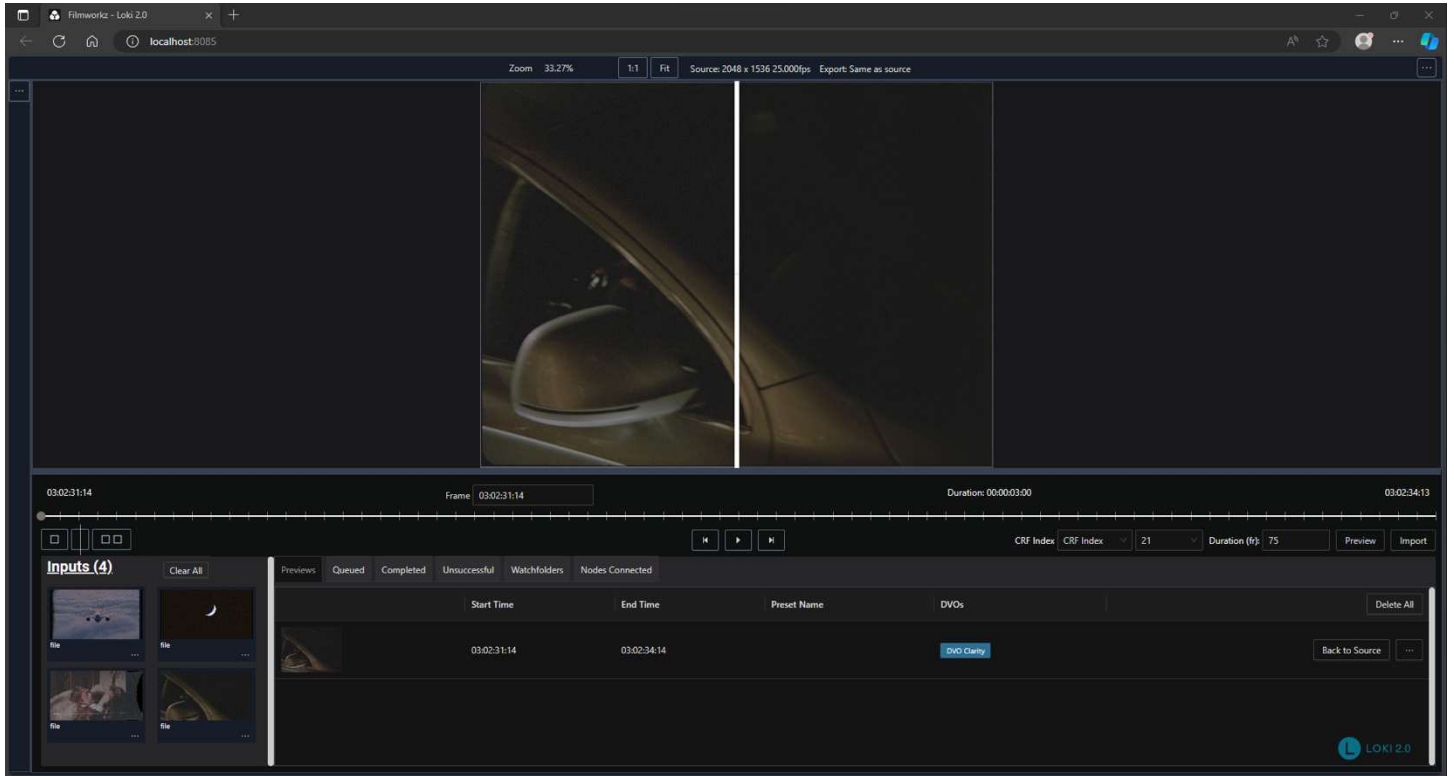 Filmworkz - Loki 2.0
localhost:8085
Zoom 33.27% 1:1 Fit Source: 2048 x 1536 25.000fps Export: Same as source
03:02:31:14 Frame 03:02:31:14 Duration: 00:00:03:00 03:02:34:13
CRF Index CRF Index 21 Duration (fr): 75 Preview Import
Inputs (4) Clear All
Previews Queued Completed Unsuccessful Watchfolders Nodes Connected
Start Time End Time Preset Name DVOs Delete All
file file
03:02:31:14 03:02:34:14 DVO Clarity Back to Source ...
file file
L LOKI 2.0